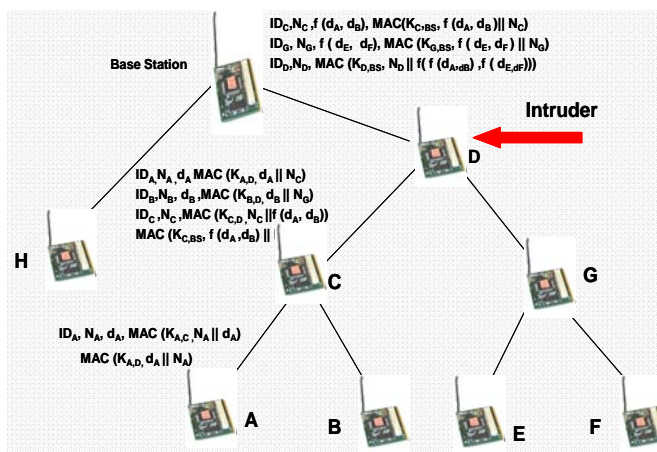 ID_C,N_C ,f (d_A, d_B), MAC(K_C,BS, f (d_A, d_B)|| N_C)
ID_G, N_G, f ( d_E, d_F), MAC (K_G,BS, f ( d_E, d_F) || N_G)
ID_D,N_D, MAC (K_D,BS, N_D || f( f(d_A,dB) ,f ( d_E,dF)))
Base Station
Intruder
D
ID_A,N_A ,d_A MAC (K_A,D, d_A || N_C)
ID_B,N_B, d_B ,MAC (K_B,D, d_B || N_G)
ID_C ,N_C ,MAC (K_C,D ,N_C ||f (d_A, d_B))
MAC (K_C,BS, f (d_A ,d_B) ||
H
C
G
ID_A, N_A, d_A, MAC (K_A,C ,N_A || d_A)
MAC (K_A,D, d_A || N_A)
A
B
E
F